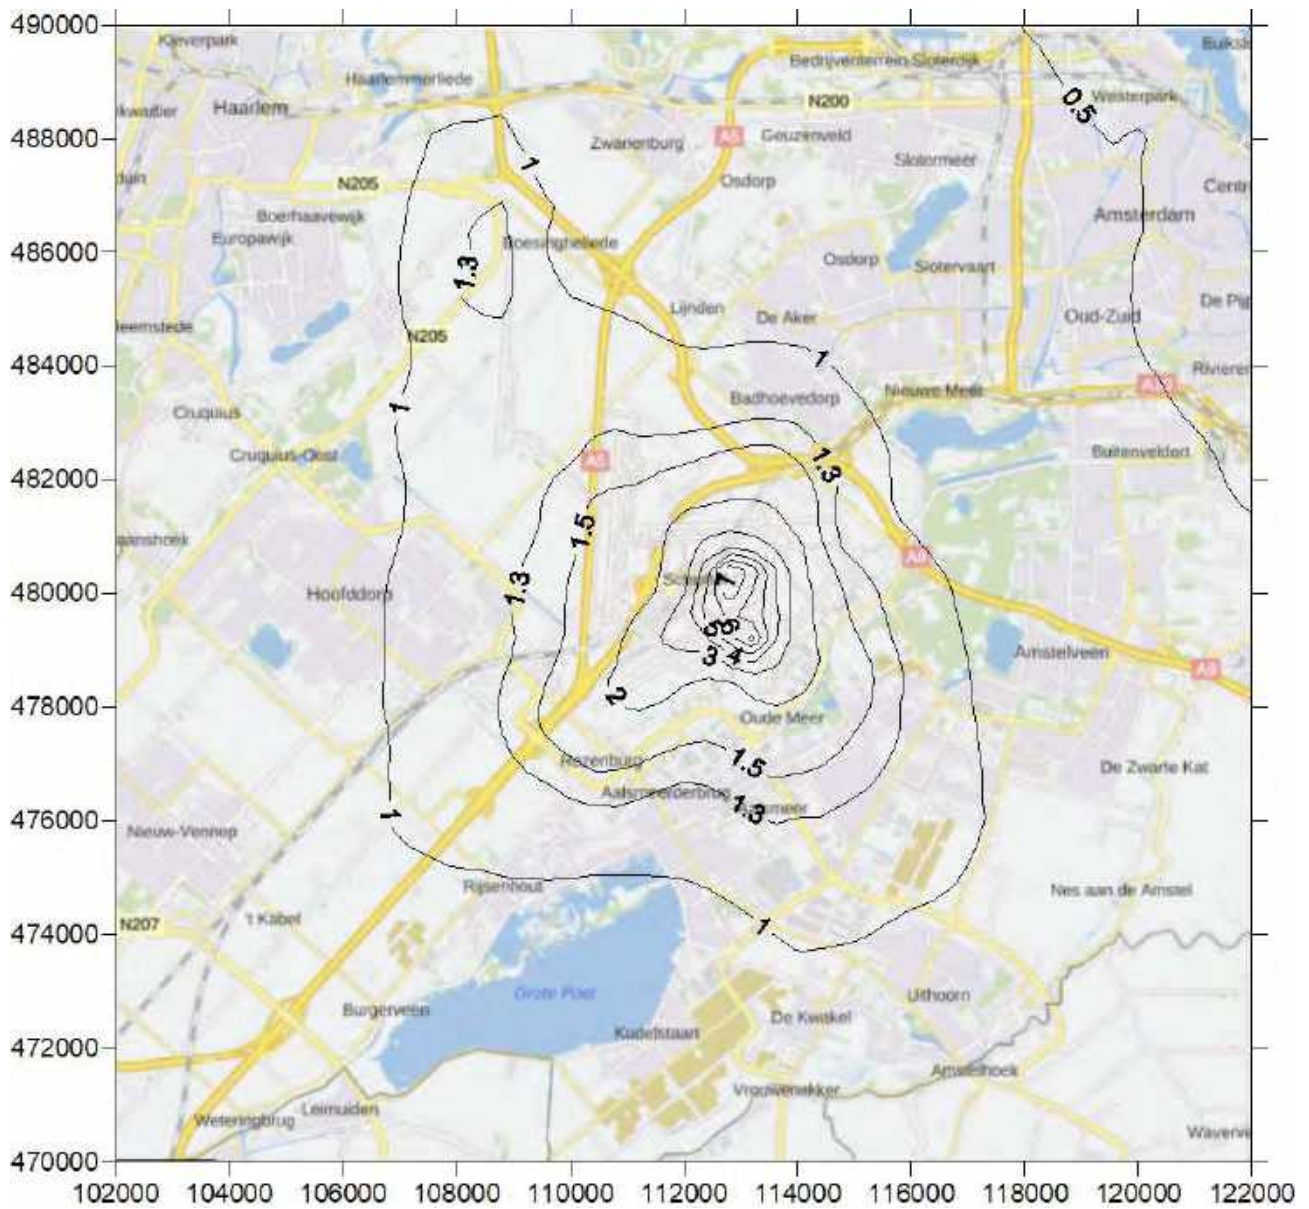 490000
Kleverpark
Bedrijventerrein Sloterdijk
Haarlemmerliede
Haarlem
N200
0.5
Westerpark
488000
Zwanenburg
A5
Geuzenveld
Slotermeer
1
N205
Osdorp
Boerhaavewijk
Amsterdam
486000
Europawijk
Boesingheliede
1.3
Osdorp
Slotervaart
Lijnden
De Aker
Oud-Zuid
N205
484000
1
Badhoevedorp
Nieuwe Meer
1
Cruquius
Cruquius-Oost
482000
A5
1.3
Buitenveldert
1.5
A9
480000
Hoofddorp
1.3
7
5
3
4
Amstelveen
A9
478000
2
Oude Meer
Rozenburg
1.5
De Zwarte Kat
Aalsmeerderbrug
1.3
476000
1
Nieuw-Vennep
Rijsenhout
Nes aan de Amstel
474000
N207
't Kabel
1
Burgerveen
Grote Poel
Uithoorn
Kudelstaart
De Kwakel
472000
Amstelhoek
Vrouwenakker
Leimuiden
Weteringbrug
470000
102000 104000 106000 108000 110000 112000 114000 116000 118000 120000 122000